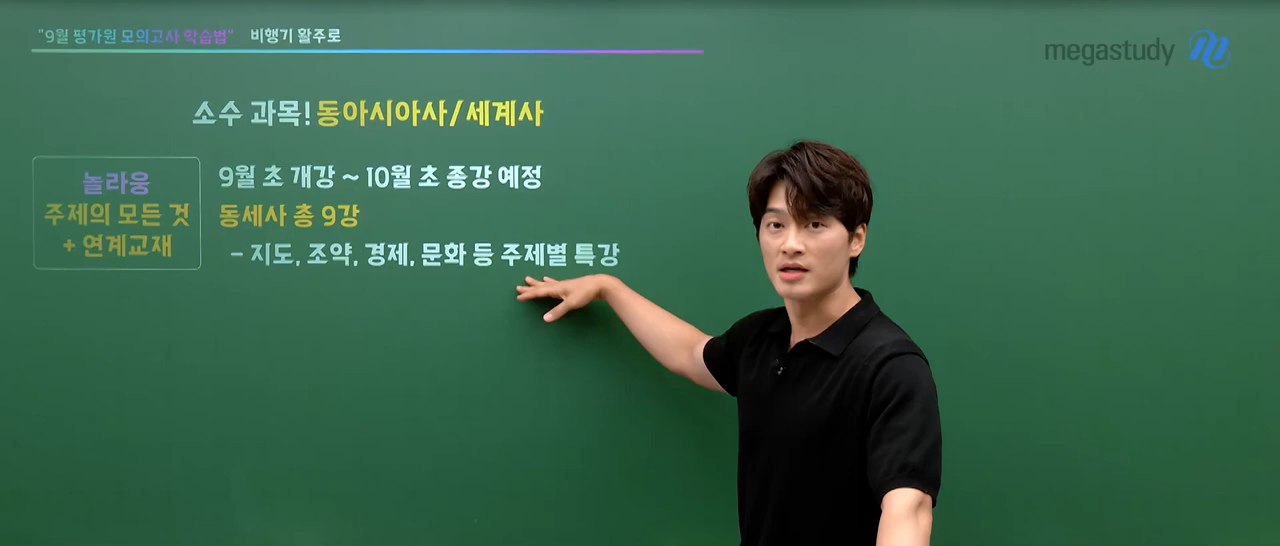 "9월 평가원 모의고사 학습법" 비행기 활주로
megastudy
소수 과목! 동아시아사/세계사
놀라움
주제의 모든 것
+ 연계교재
9월 초 개강 ~ 10월 초 종강 예정
동세사 총 9강
- 지도, 조약, 경제, 문화 등 주제별 특강